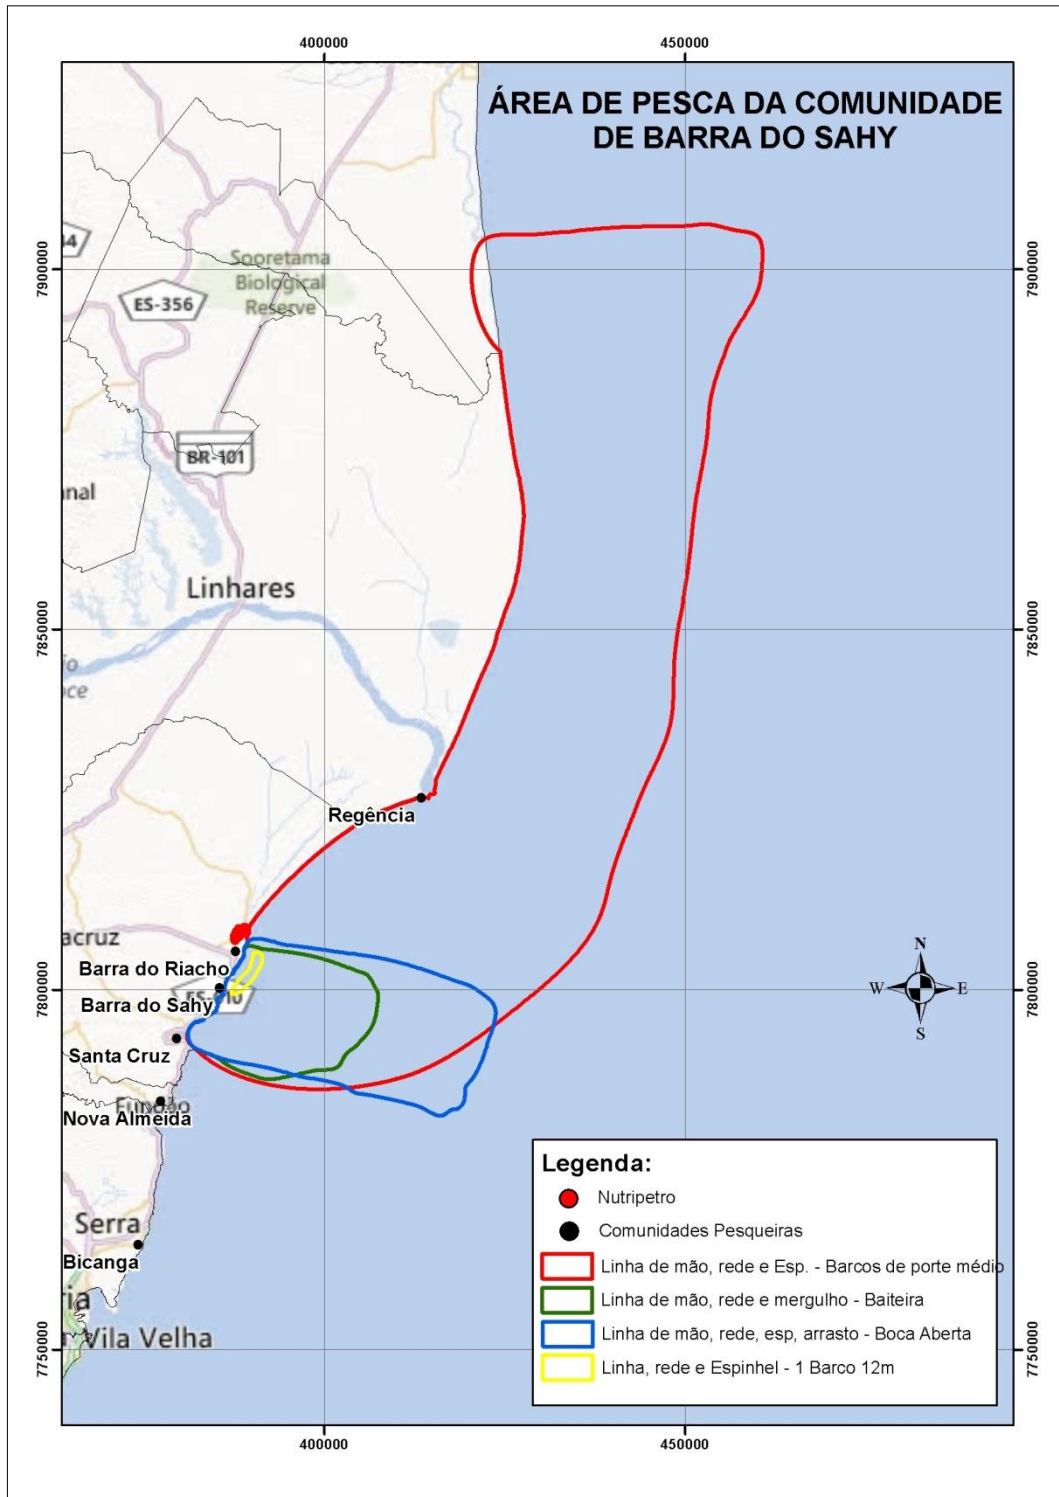 400000
450000
ÁREA DE PESCA DA COMUNIDADE
DE BARRA DO SAHY
7900000
7900000
Sooretama
Biological
Reserve
ES-356
BR-101
Linhares
7850000
7850000
Regência
Barra do Riacho
7800000
7800000
Barra do Sahy
ES-010
Santa Cruz
Fundão
Nova Almeida
Serra
Bicanga
Vila Velha
7750000
7750000
N
W
E
S
Legenda:
Nutripetro
Comunidades Pesqueiras
Linha de mão, rede e Esp. - Barcos de porte médio
Linha de mão, rede e mergulho - Baiteira
Linha de mão, rede, esp, arrasto - Boca Aberta
Linha, rede e Espinhel - 1 Barco 12m
400000
450000